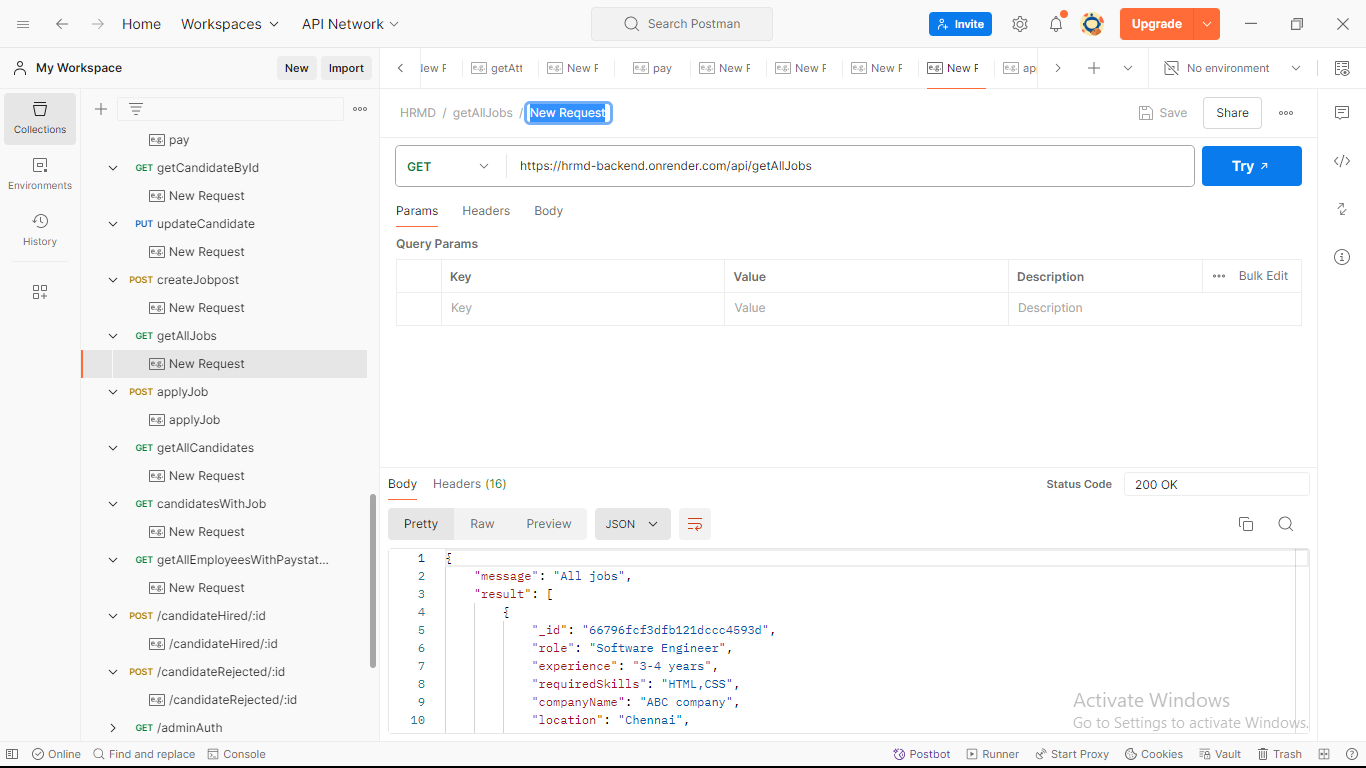 Home Workspaces API Network Search Postman Invite Upgrade
My Workspace New Import
getAtt New F pay New F New F New F New F ap No environment
Collections
Environments
History
pay
GET getCandidateById
e.g. New Request
PUT updateCandidate
e.g. New Request
POST createJobpost
e.g. New Request
GET getAllJobs
e.g. New Request
POST applyJob
e.g. applyJob
GET getAllCandidates
e.g. New Request
GET candidatesWithJob
e.g. New Request
GET getAllEmployeesWithPaystat...
e.g. New Request
POST /candidateHired/:id
e.g. /candidateHired/:id
POST /candidateRejected/:id
e.g. /candidateRejected/:id
GET /adminAuth
HRMD / getAllJobs / New Request Save Share
GET https://hrmd-backend.onrender.com/api/getAllJobs Try
Params Headers Body
Query Params
Key Value Description Bulk Edit
Key Value Description
Body Headers (16) Status Code 200 OK
Pretty Raw Preview JSON
1 {
2 "message": "All jobs",
3 "result": [
4 {
5 "_id": "66796fcf3dfb121dccc4593d",
6 "role": "Software Engineer",
7 "experience": "3-4 years",
8 "requiredSkills": "HTML,CSS",
9 "companyName": "ABC company",
10 "location": "Chennai",
Activate Windows
Go to Settings to activate Windows.
Online Find and replace Console Postbot Runner Start Proxy Cookies Vault Trash